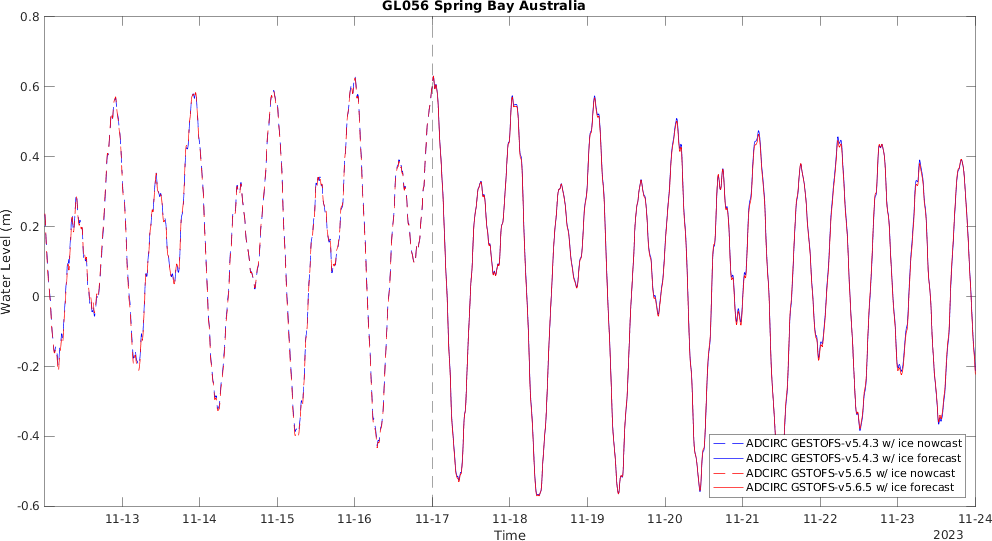 GL056 Spring Bay Australia
0.8
0.6
0.4
0.2
0
-0.2
-0.4
-0.6
Water Level (m)
ADCIRC GESTOFS-v5.4.3 w/ ice nowcast
ADCIRC GESTOFS-v5.4.3 w/ ice forecast
ADCIRC GSTOFS-v5.6.5 w/ ice nowcast
ADCIRC GSTOFS-v5.6.5 w/ ice forecast
11-13 11-14 11-15 11-16 11-17 11-18 11-19 11-20 11-21 11-22 11-23 11-24
Time
2023